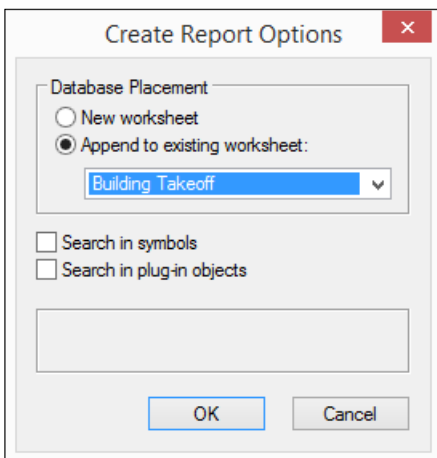 Create Report Options
Database Placement
New worksheet
Append to existing worksheet:
Building Takeoff
Search in symbols
Search in plug-in objects
OK Cancel